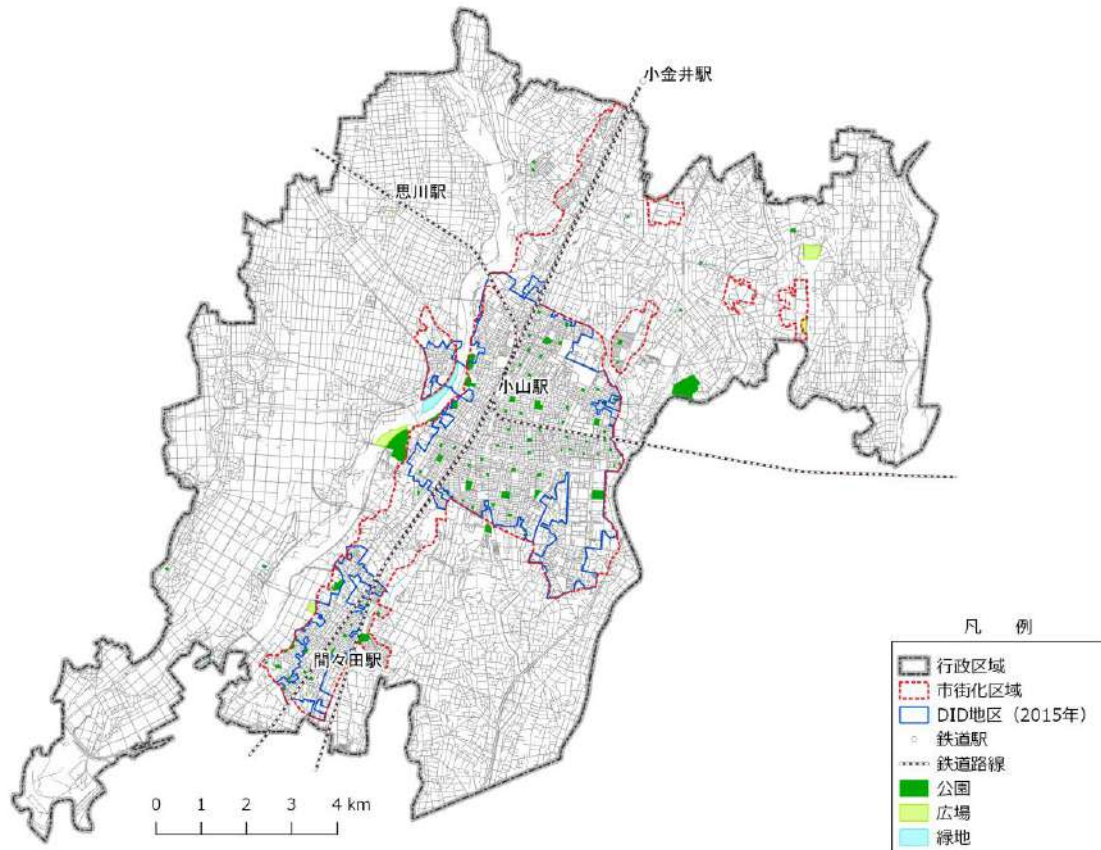 小金井駅
思川駅
小山駅
間々田駅
0 1 2 3 4 km
凡 例
行政区域
市街化区域
DID地区（2015年）
鉄道駅
鉄道路線
公園
広場
緑地